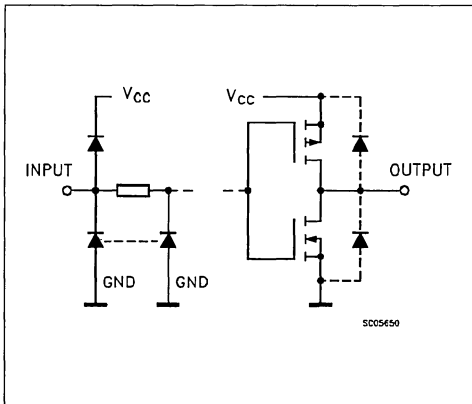 VCC
VCC
INPUT
OUTPUT
GND
GND
SC05650